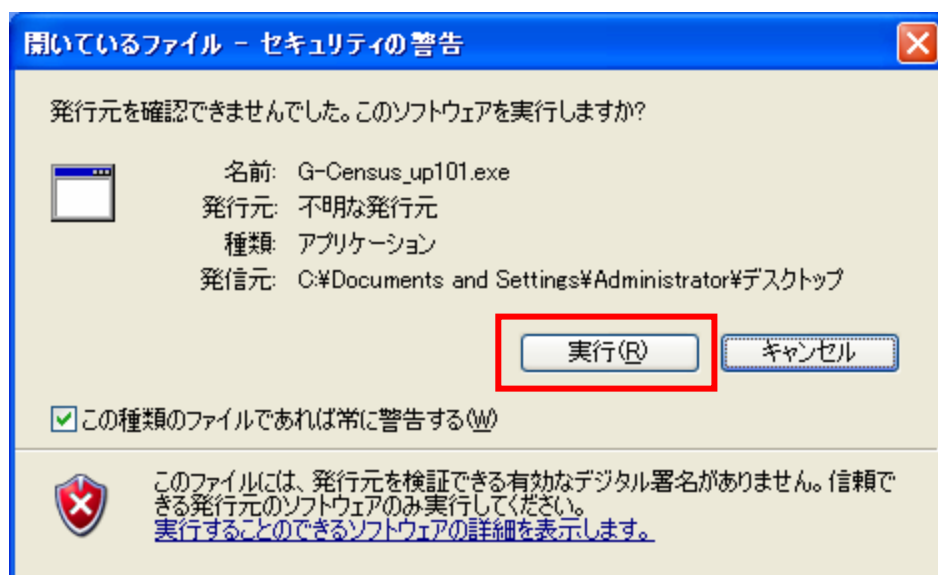 開いているファイル - セキュリティの警告
発行元を確認できませんでした。このソフトウェアを実行しますか?
名前: G-Census_up101.exe
発行元: 不明な発行元
種類: アプリケーション
発信元: C:¥Documents and Settings¥Administrator¥デスクトップ
実行(R) キャンセル
この種類のファイルであれば常に警告する(W)
このファイルには、発行元を検証できる有効なデジタル署名がありません。信頼で
きる発行元のソフトウェアのみ実行してください。
実行することのできるソフトウェアの詳細を表示します。